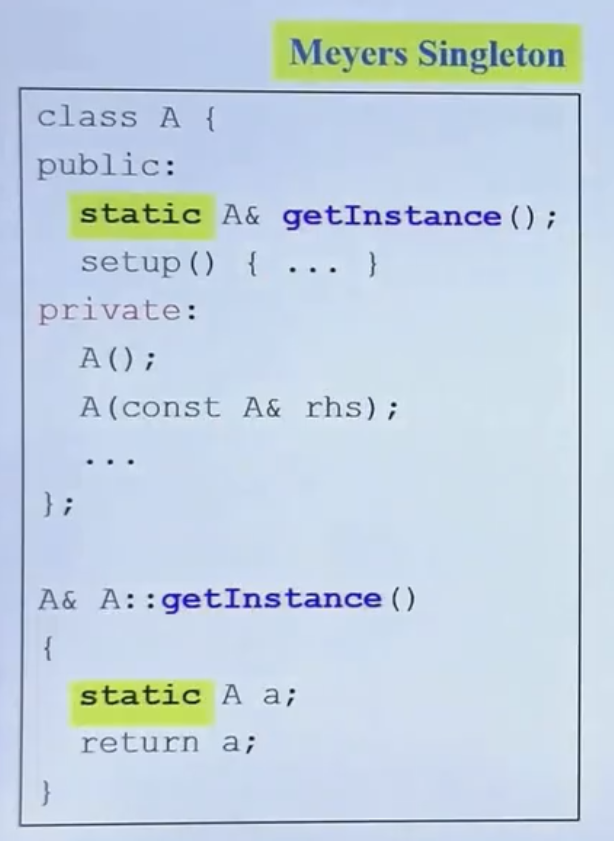 Meyers Singleton
class A {
public:
static A& getInstance();
setup() { ... }
private:
A();
A(const A& rhs);
...
};
A& A::getInstance()
{
static A a;
return a;
}